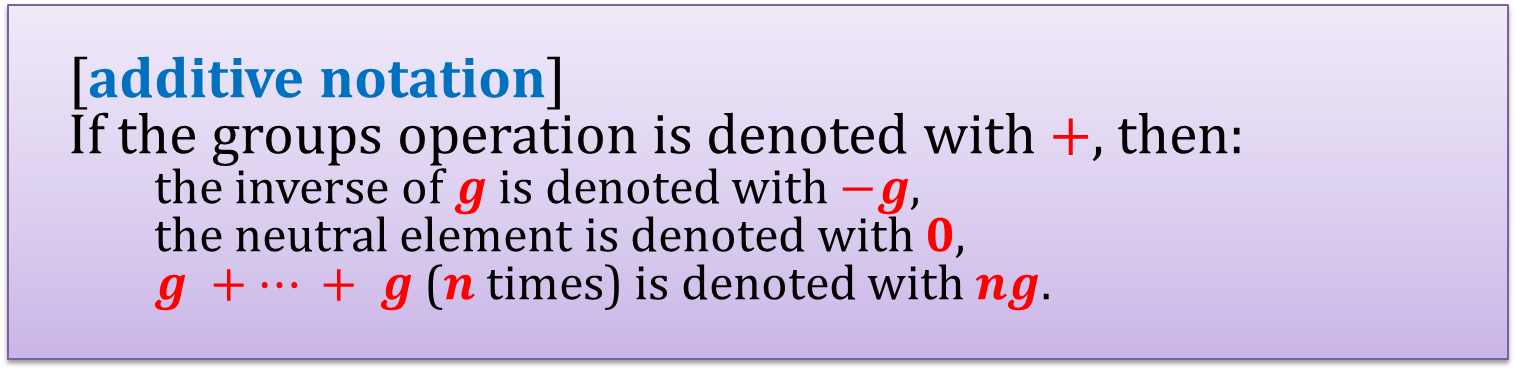 [additive notation]
If the groups operation is denoted with +, then:
the inverse of g is denoted with −g,
the neutral element is denoted with 0,
g + ⋯ + g (n times) is denoted with ng.